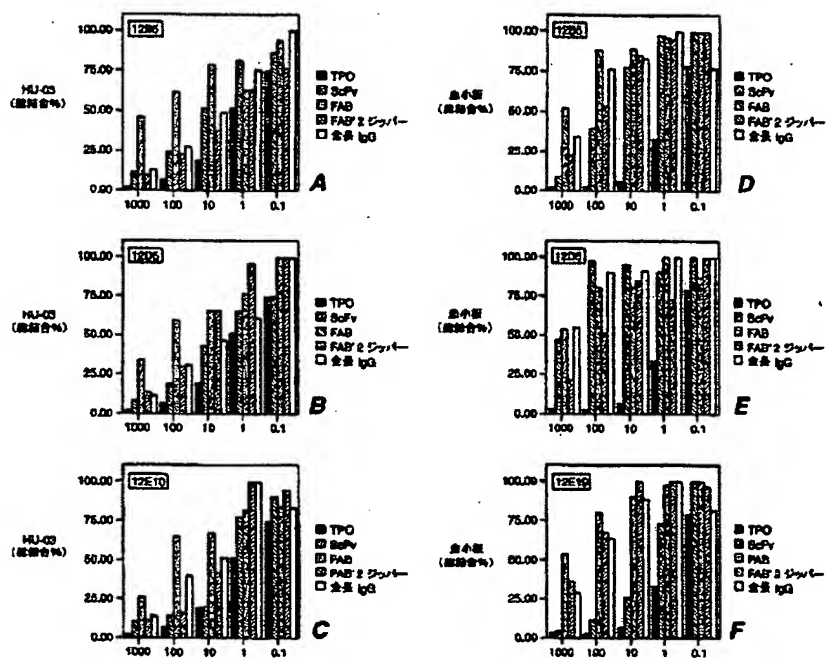 12B5
100.00
75.00
50.00
25.00
0.00
HU-03
(総結合%)
1000
100
10
1
0.1
TPO
ScFv
FAB
FAB'2 ジッパー
全長 IgG
A
12D5
100.00
75.00
50.00
25.00
0.00
HU-03
(総結合%)
1000
100
10
1
0.1
TPO
ScFv
FAB
FAB'2 ジッパー
全長 IgG
B
12E10
100.00
75.00
50.00
25.00
0.00
HU-03
(総結合%)
1000
100
10
1
0.1
TPO
ScFv
FAB
FAB'2 ジッパー
全長 IgG
C
100.00
75.00
50.00
25.00
0.00
血小板
(総結合%)
1000
100
10
1
0.1
TPO
ScFv
FAB
FAB'2 ジッパー
全長 IgG
D
12D5
100.00
75.00
50.00
25.00
0.00
血小板
(総結合%)
1000
100
10
1
0.1
TPO
ScFv
FAB
FAB'2 ジッパー
全長 IgG
E
12E10
100.00
75.00
50.00
25.00
0.00
血小板
(総結合%)
1000
100
10
1
0.1
TPO
ScFv
FAB
FAB'2 ジッパー
全長 IgG
F